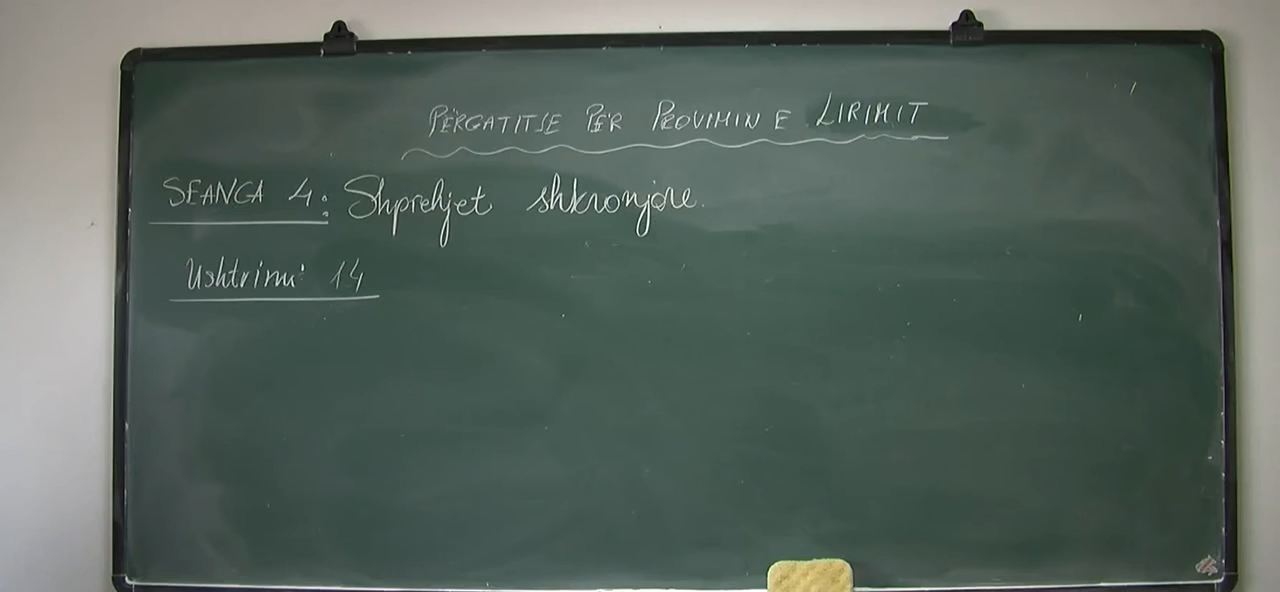 PËRGATITJE PËR PROVIMIN E LIRIMIT
SEANCA 4: Shprehjet shkronjore.
Ushtrimi 14